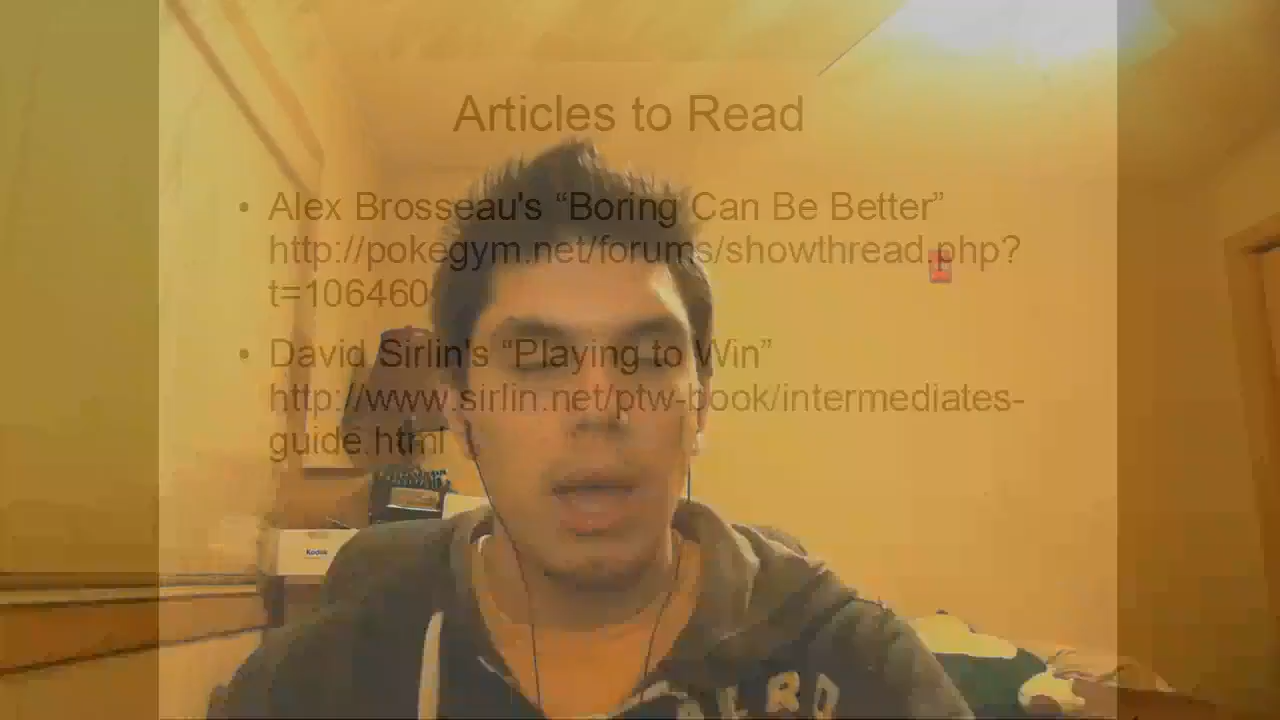 Articles to Read
• Alex Brosseau's “Boring Can Be Better”
http://pokegym.net/forums/showthread.php?
t=106460
• David Sirlin's “Playing to Win”
http://www.sirlin.net/ptw-book/intermediates-
guide.html
Kodak